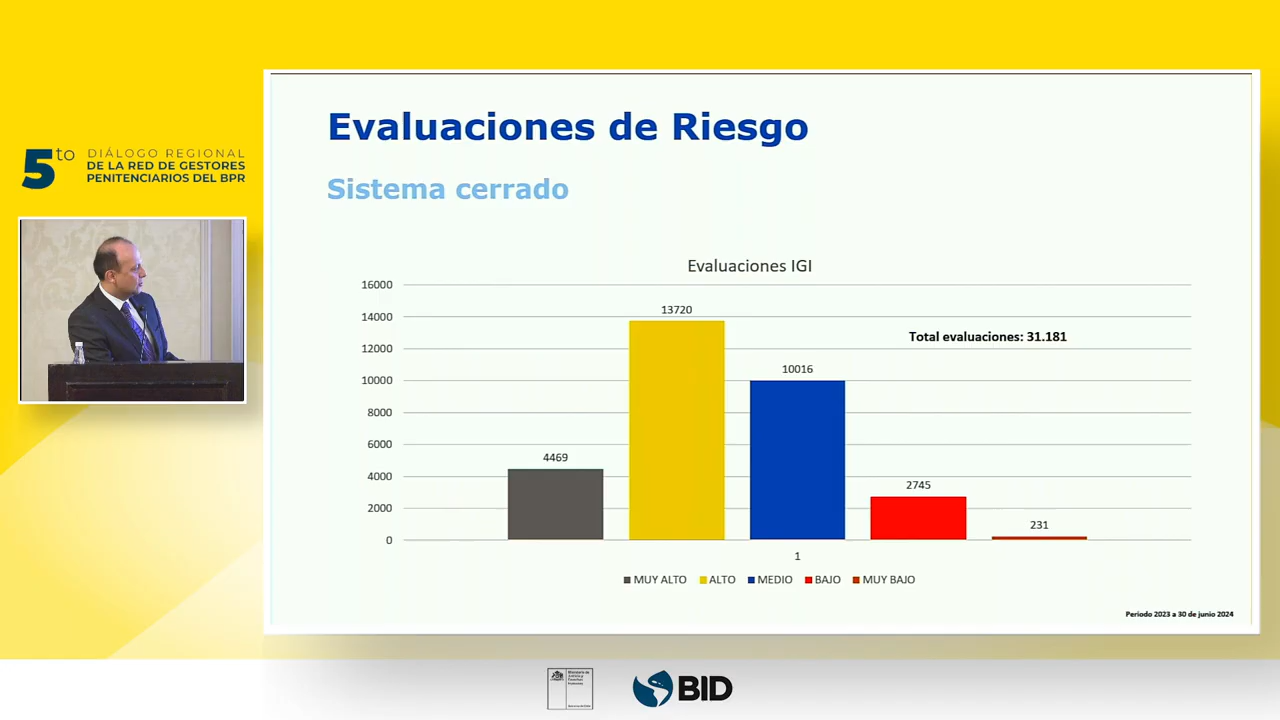 5to
DIÁLOGO REGIONAL
DE LA RED DE GESTORES
PENITENCIARIOS DEL BPR
Evaluaciones de Riesgo
Sistema cerrado
Evaluaciones IGI
16000
14000
12000
10000
8000
6000
4000
2000
0
4469
13720
10016
2745
231
Total evaluaciones: 31.181
1
MUY ALTO
ALTO
MEDIO
BAJO
MUY BAJO
Periodo 2023 a 30 de junio 2024
BID